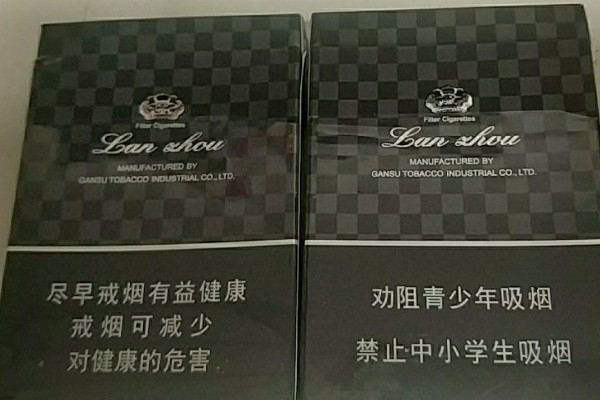 Filter Cigarettes
Lan zhou
MANUFACTURED BY
GANSU TOBACCO INDUSTRIAL CO., LTD.
尽早戒烟有益健康
戒烟可减少
对健康的危害
Filter Cigarettes
Lan zhou
MANUFACTURED BY
GANSU TOBACCO INDUSTRIAL CO., LTD.
劝阻青少年吸烟
禁止中小学生吸烟